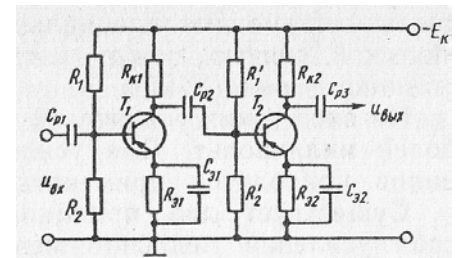 -Eк
R1 Rк1 R1' Rк2
T1 Cр2 T2 Cр3
Cр1 uвых
Cэ1
uвх Cэ2
R2 Rэ1 R2' Rэ2